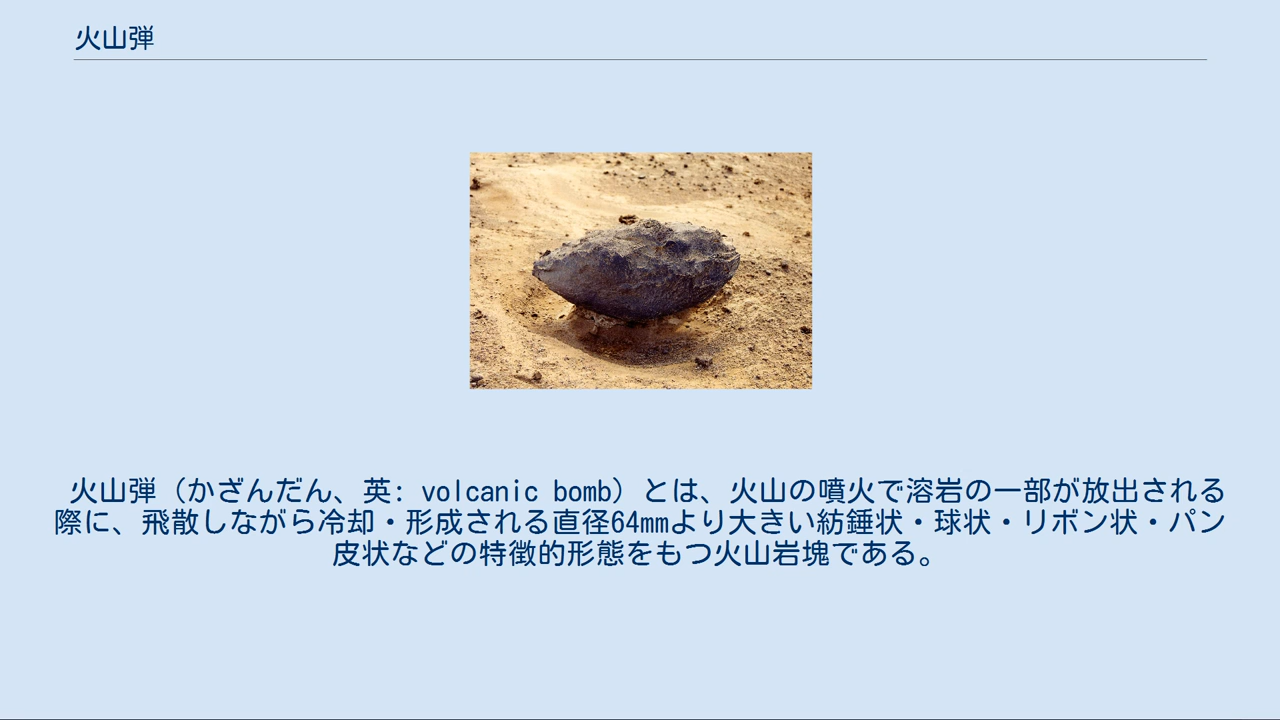 火山弾
火山弾（かざんだん、英: volcanic bomb）とは、火山の噴火で溶岩の一部が放出される
際に、飛散しながら冷却・形成される直径64mmより大きい紡錘状・球状・リボン状・パン
皮状などの特徴的形態をもつ火山岩塊である。